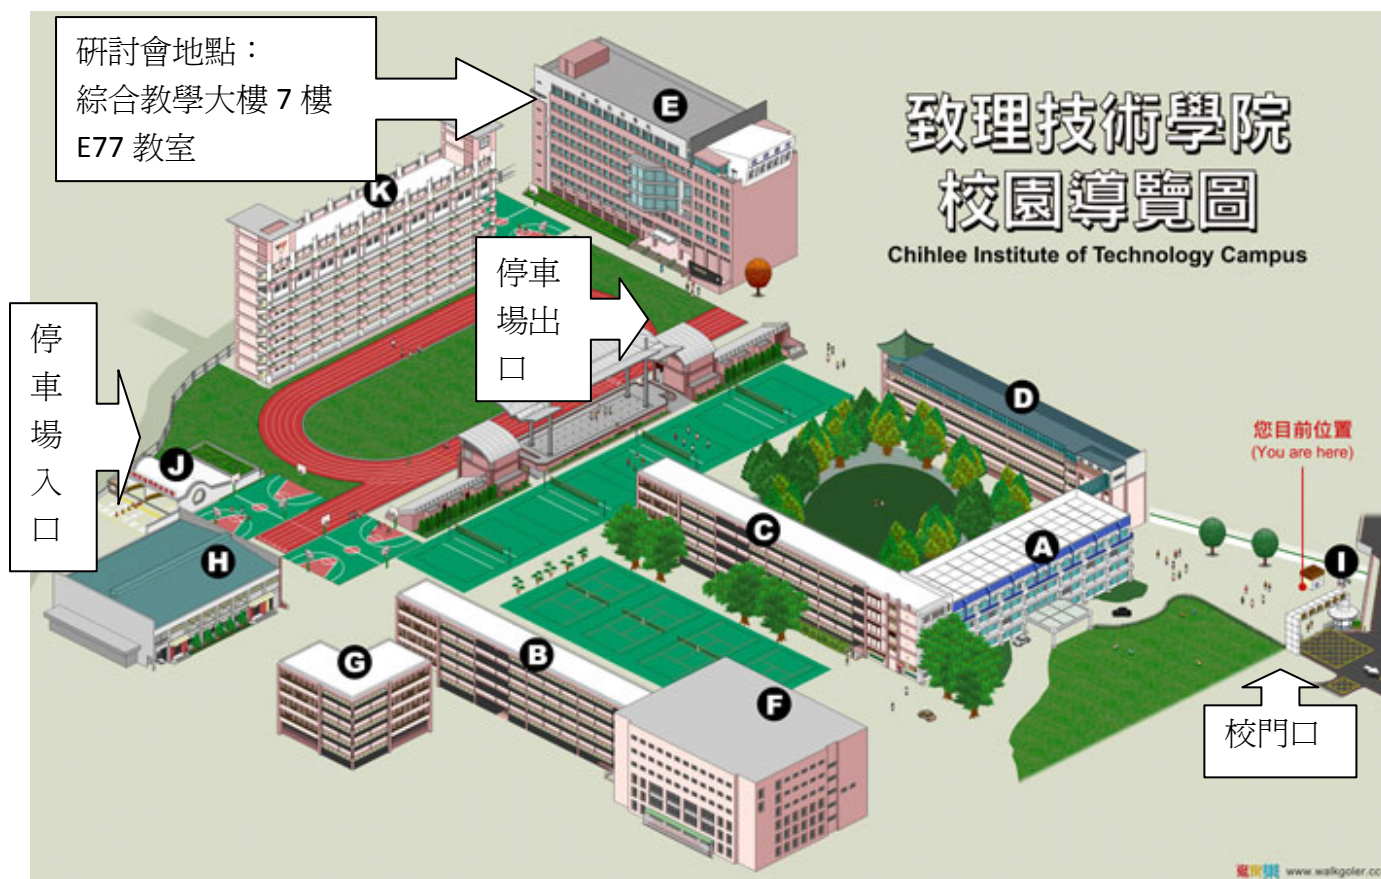 研討會地點：
綜合教學大樓 7 樓
E77 教室
致理技術學院
校園導覽圖
Chihlee Institute of Technology Campus
E
K
停車
場出
口
停
車
場
入
口
J
D
您目前位置
(You are here)
C
A
I
H
G
B
F
校門口
www.walkgoler.cc